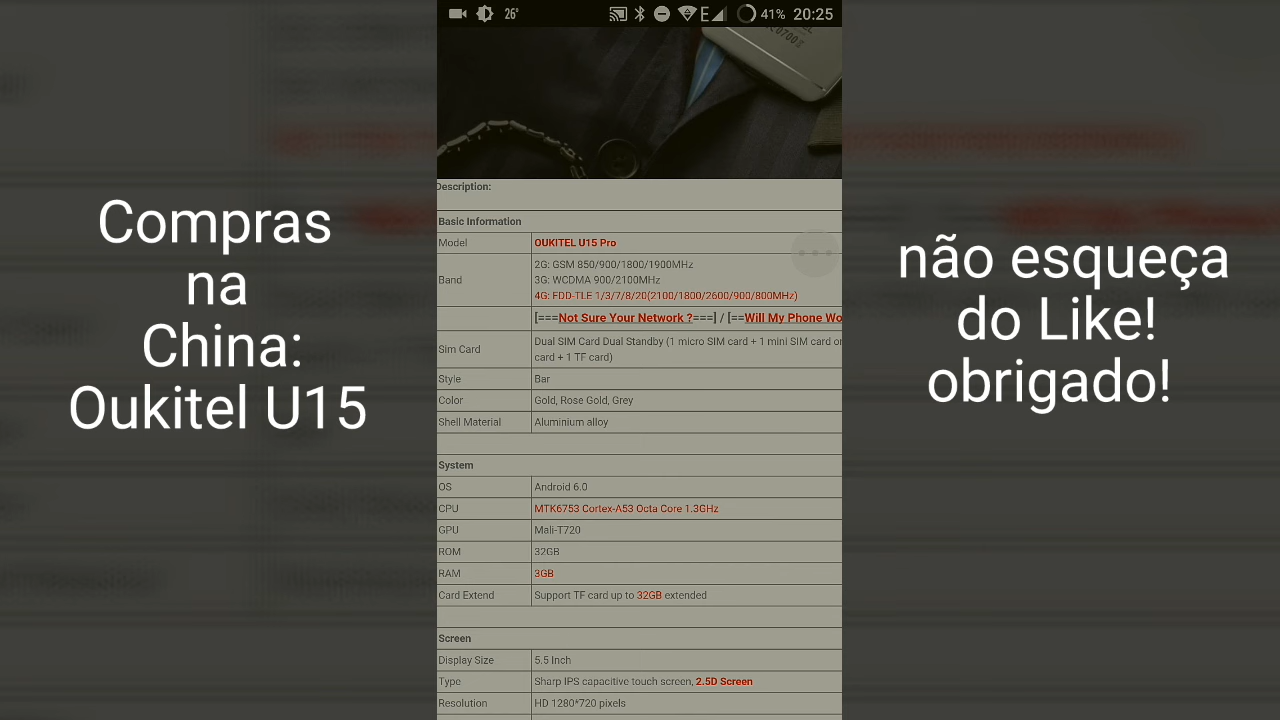 26°
E
41%
20:25
Compras
na
China:
Oukitel U15
Description:
Basic Information
Model
OUKITEL U15 Pro
Band
2G: GSM 850/900/1800/1900MHz
3G: WCDMA 900/2100MHz
4G: FDD-TLE 1/3/7/8/20(2100/1800/2600/900/800MHz)
[===Not Sure Your Network ?===] / [==Will My Phone Wo
Sim Card
Dual SIM Card Dual Standby (1 micro SIM card + 1 mini SIM card or
card + 1 TF card)
Style
Bar
Color
Gold, Rose Gold, Grey
Shell Material
Aluminium alloy
System
OS
Android 6.0
CPU
MTK6753 Cortex-A53 Octa Core 1.3GHz
GPU
Mali-T720
ROM
32GB
RAM
3GB
Card Extend
Support TF card up to 32GB extended
Screen
Display Size
5.5 Inch
Type
Sharp IPS capacitive touch screen, 2.5D Screen
Resolution
HD 1280*720 pixels
não esqueça
do Like!
obrigado!